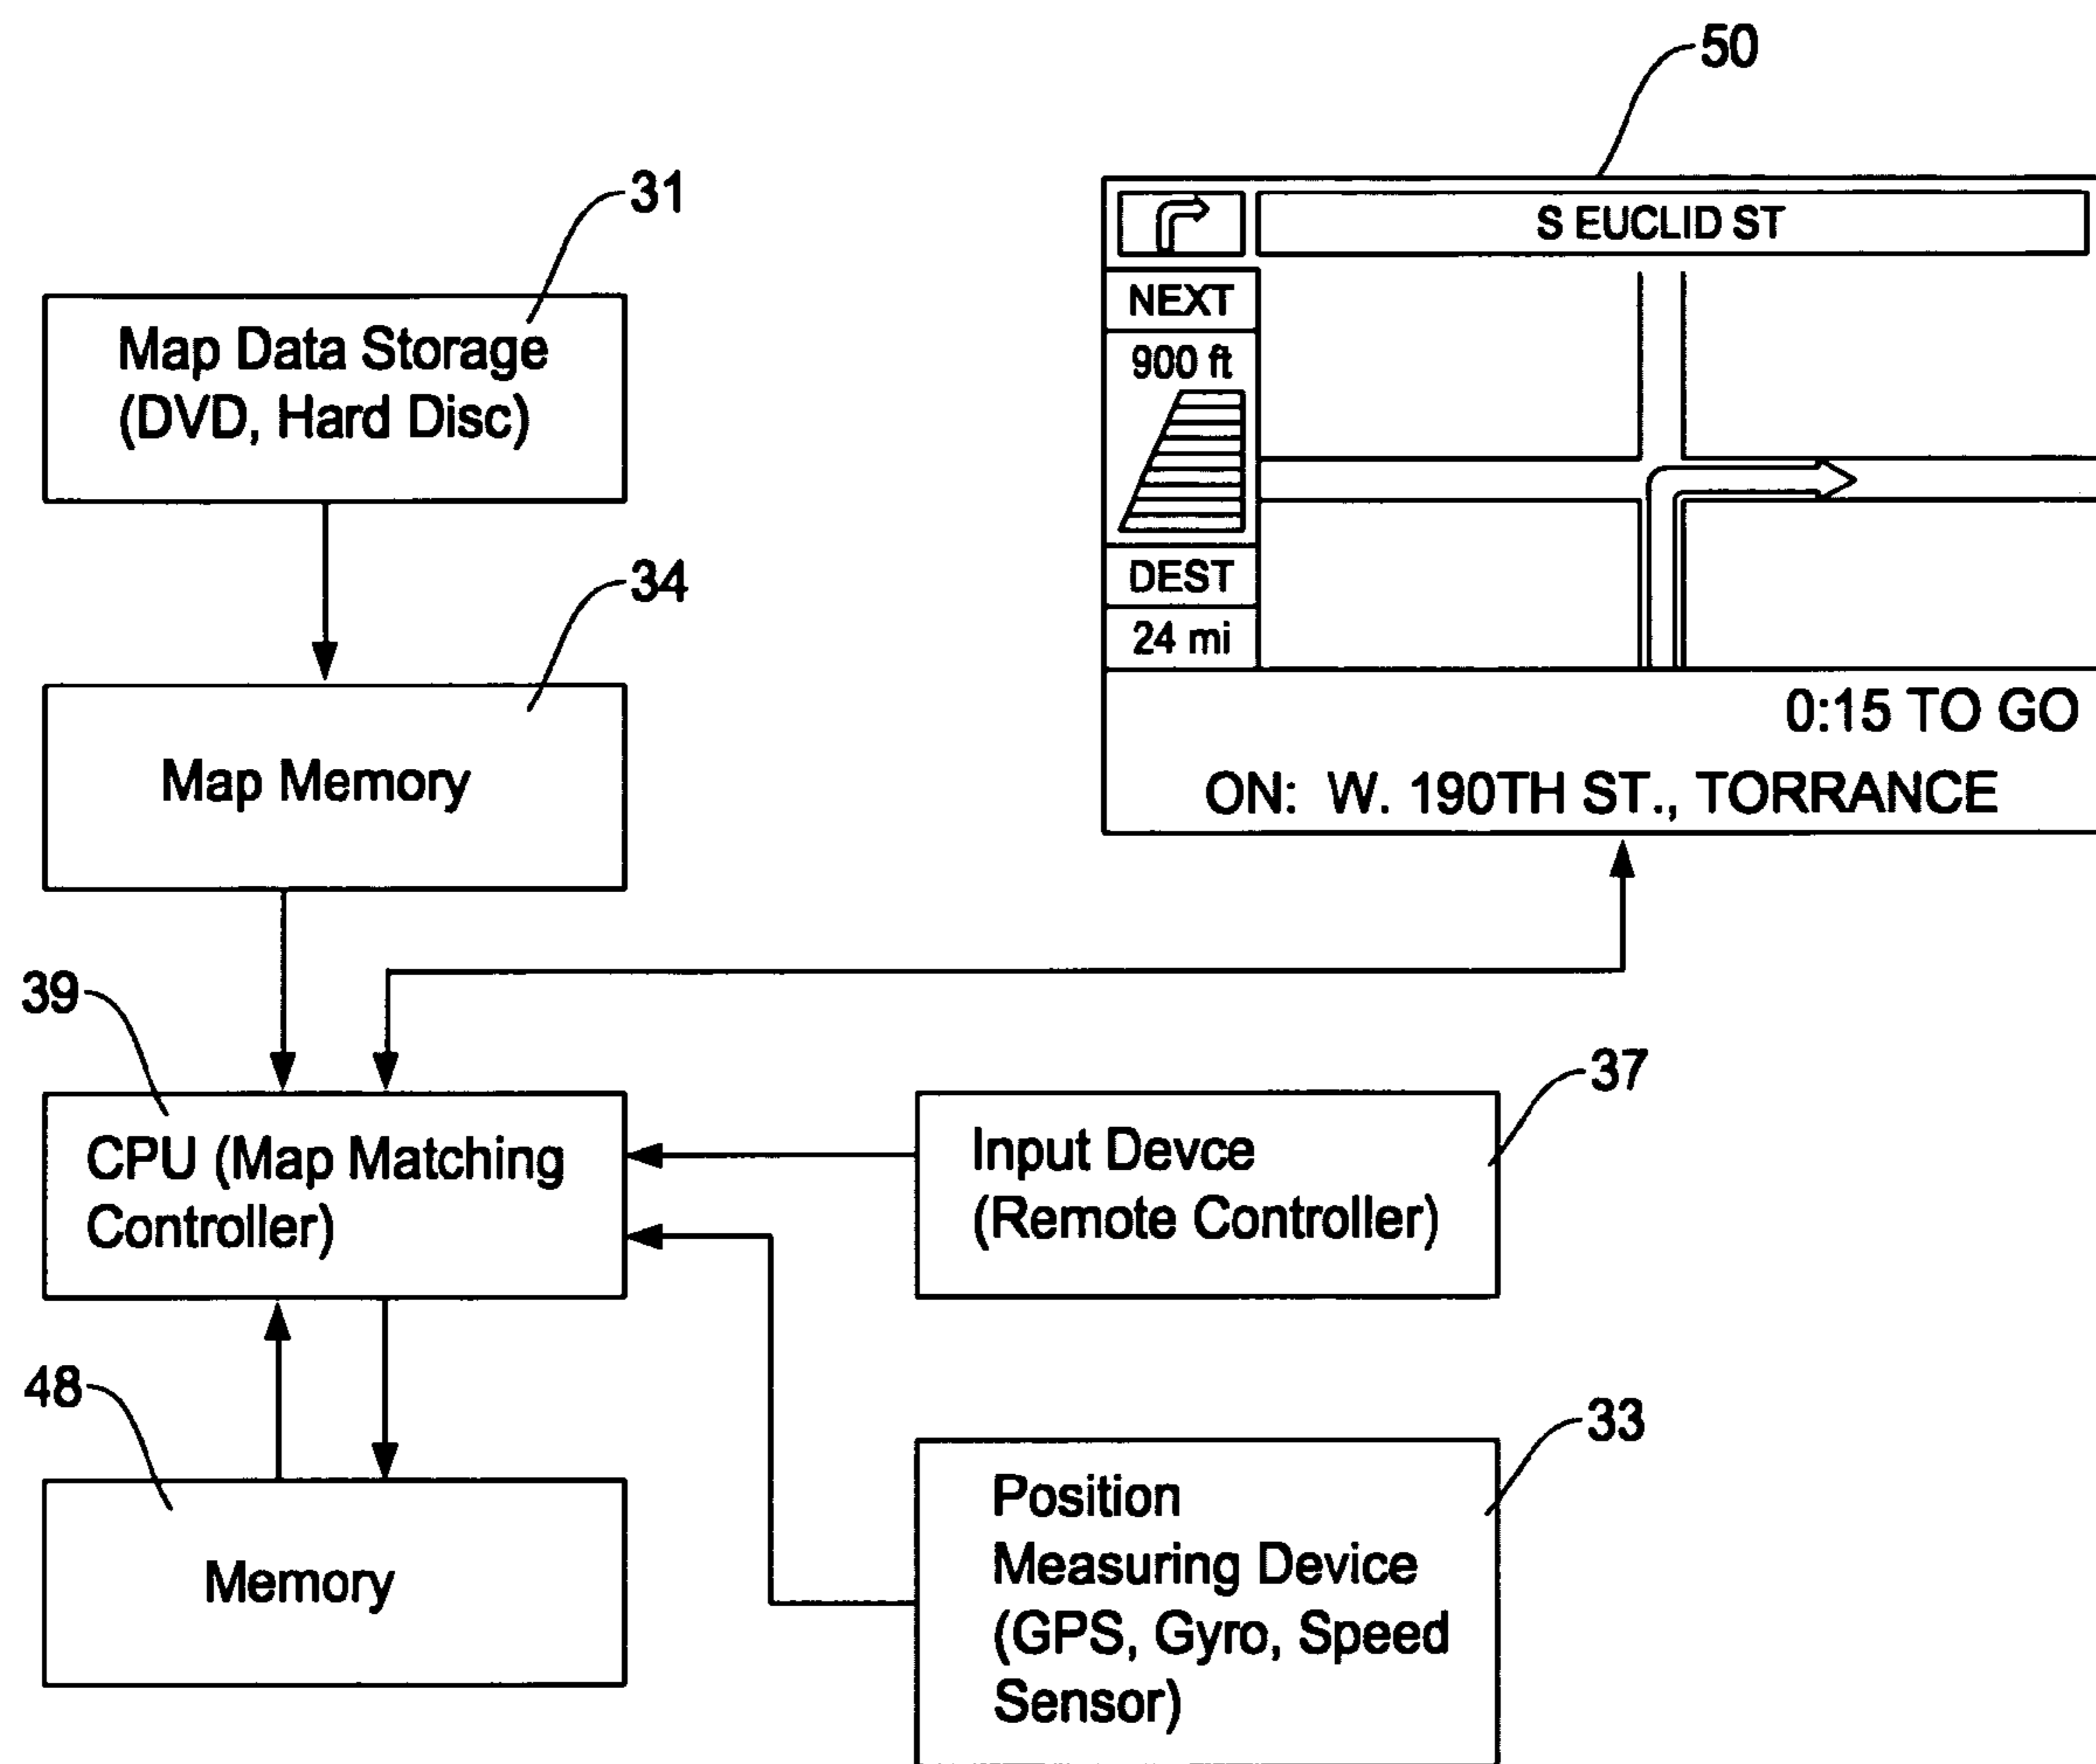 50
S EUCLID ST
NEXT
900 ft
DEST
24 mi
0:15 TO GO
ON: W. 190TH ST., TORRANCE
31
Map Data Storage
(DVD, Hard Disc)
34
Map Memory
39
CPU (Map Matching
Controller)
37
Input Devce
(Remote Controller)
48
Memory
33
Position
Measuring Device
(GPS, Gyro, Speed
Sensor)